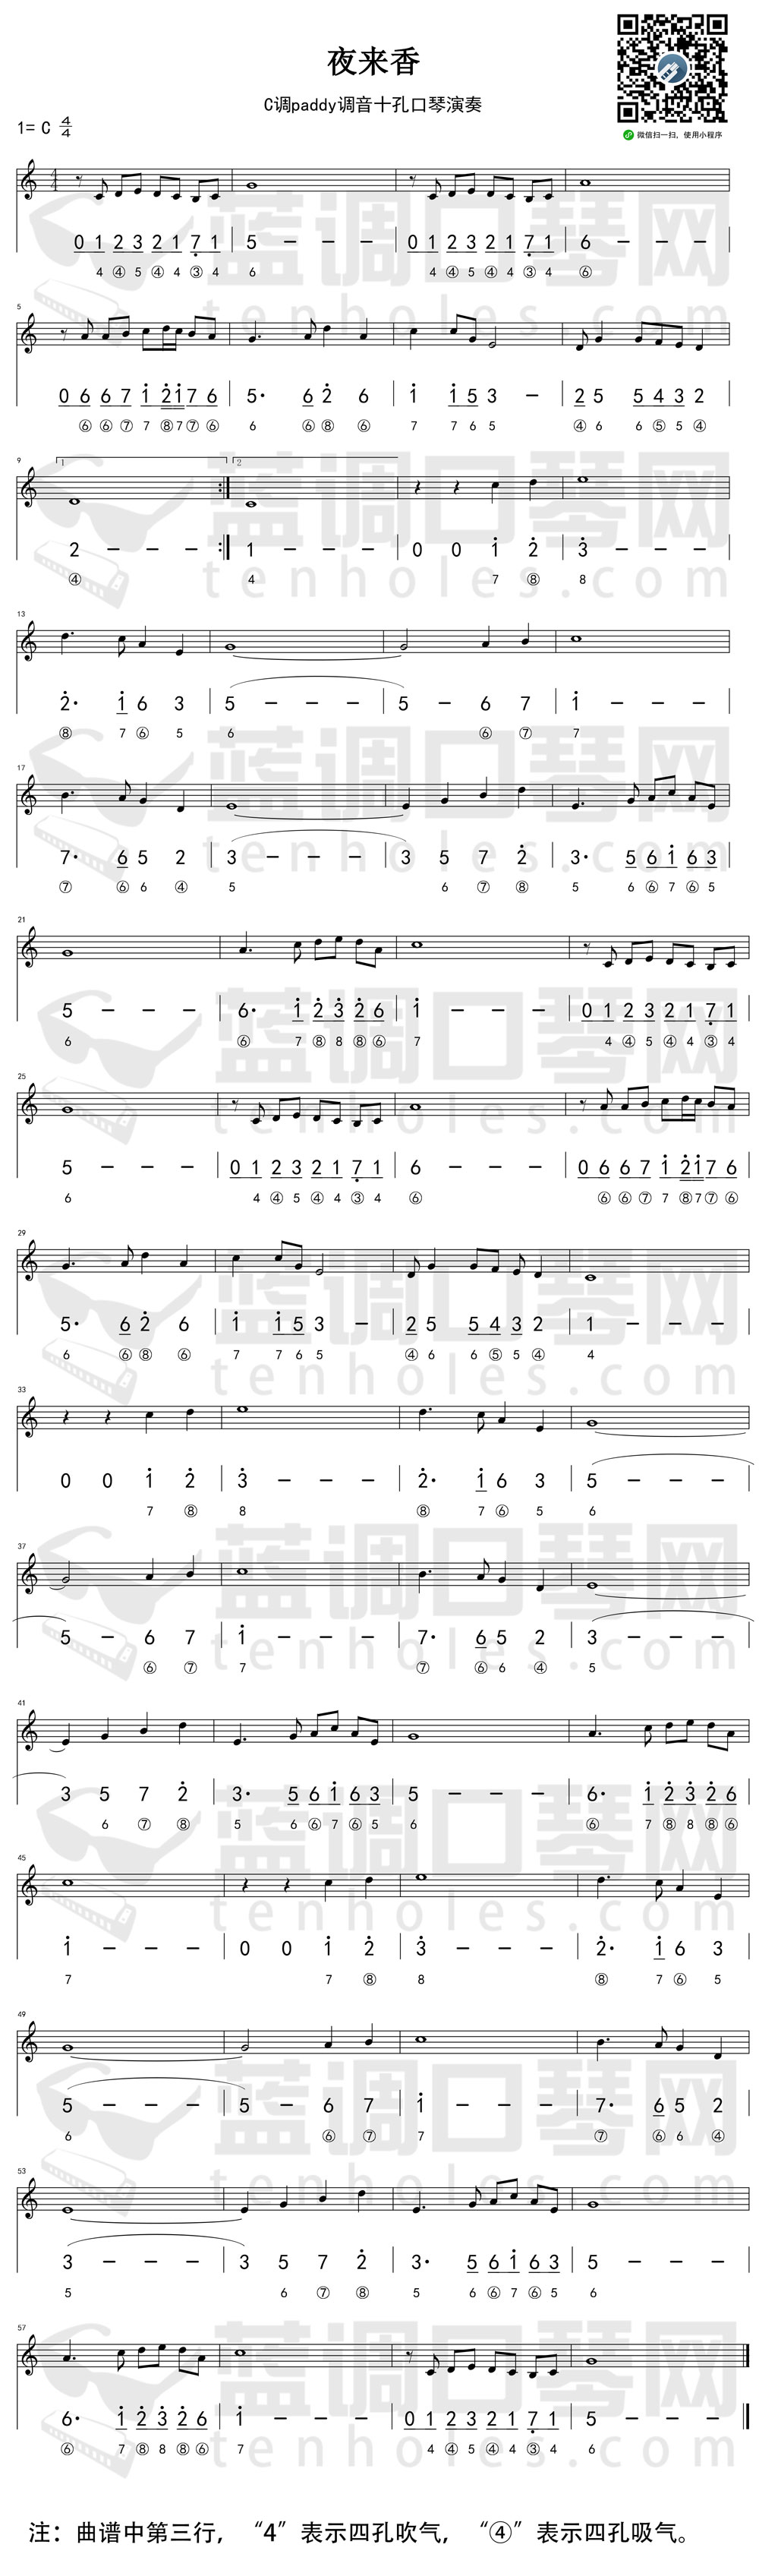 夜来香
C调paddy调音十孔口琴演奏
1= C 4/4
微信扫一扫，使用小程序
蓝调口琴网
tenholes.com
0 1 2 3 2 1 7̣ 1 | 5 – – – | 0 1 2 3 2 1 7̣ 1 | 6 – – – |
4 ④ 5 ④ 4 ③ 4 6 4 ④ 5 ④ 4 ③ 4 ⑥
5
0 6 6 7 1̇ 2̇ 1̇ 7 6 | 5· 6 2̇ 6 | 1̇ 1̇ 5 3 – | 2 5 5 4 3 2
⑥ ⑥ ⑦ 7 ⑧ 7 ⑦ ⑥ 6 ⑥ ⑧ ⑥ 7 7 6 5 ④ 6 6 ⑤ 5 ④
9 1 2
2 – – – :| 1 – – – | 0 0 1̇ 2̇ | 3̇ – – – |
④ 4 7 ⑧ 8
13
2̇· 1̇ 6 3 | 5 – – – | 5 – 6 7 | 1̇ – – – |
⑧ 7 ⑥ 5 6 ⑥ ⑦ 7
17
7· 6 5 2 | 3 – – – | 3 5 7 2̇ | 3· 5 6 1̇ 6 3 |
⑦ ⑥ 6 ④ 5 6 ⑦ ⑧ 5 6 ⑥ 7 ⑥ 5
21
5 – – – | 6· 1̇ 2̇ 3̇ 2̇ 6 | 1̇ – – – | 0 1 2 3 2 1 7̣ 1 |
6 ⑥ 7 ⑧ 8 ⑧ ⑥ 7 4 ④ 5 ④ 4 ③ 4
25
5 – – – | 0 1 2 3 2 1 7̣ 1 | 6 – – – | 0 6 6 7 1̇ 2̇ 1̇ 7 6
6 4 ④ 5 ④ 4 ③ 4 ⑥ ⑥ ⑥ ⑦ 7 ⑧ 7 ⑦ ⑥
29
5· 6 2̇ 6 | 1̇ 1̇ 5 3 – | 2 5 5 4 3 2 | 1 – – – |
6 ⑥ ⑧ ⑥ 7 7 6 5 ④ 6 6 ⑤ 5 ④ 4
33
0 0 1̇ 2̇ | 3̇ – – – | 2̇· 1̇ 6 3 | 5 – – – |
7 ⑧ 8 ⑧ 7 ⑥ 5 6
37
5 – 6 7 | 1̇ – – – | 7· 6 5 2 | 3 – – – |
⑥ ⑦ 7 ⑦ ⑥ 6 ④ 5
41
3 5 7 2̇ | 3· 5 6 1̇ 6 3 | 5 – – – | 6· 1̇ 2̇ 3̇ 2̇ 6 |
6 ⑦ ⑧ 5 6 ⑥ 7 ⑥ 5 6 ⑥ 7 ⑧ 8 ⑧ ⑥
45
1̇ – – – | 0 0 1̇ 2̇ | 3̇ – – – | 2̇· 1̇ 6 3 |
7 7 ⑧ 8 ⑧ 7 ⑥ 5
49
5 – – – | 5 – 6 7 | 1̇ – – – | 7· 6 5 2 |
6 ⑥ ⑦ 7 ⑦ ⑥ 6 ④
53
3 – – – | 3 5 7 2̇ | 3· 5 6 1̇ 6 3 | 5 – – – |
5 6 ⑦ ⑧ 5 6 ⑥ 7 ⑥ 5 6
57
6· 1̇ 2̇ 3̇ 2̇ 6 | 1̇ – – – | 0 1 2 3 2 1 7̣ 1 | 5 – – – ‖
⑥ 7 ⑧ 8 ⑧ ⑥ 7 4 ④ 5 ④ 4 ③ 4 6
注：曲谱中第三行，“4”表示四孔吹气，“④”表示四孔吸气。